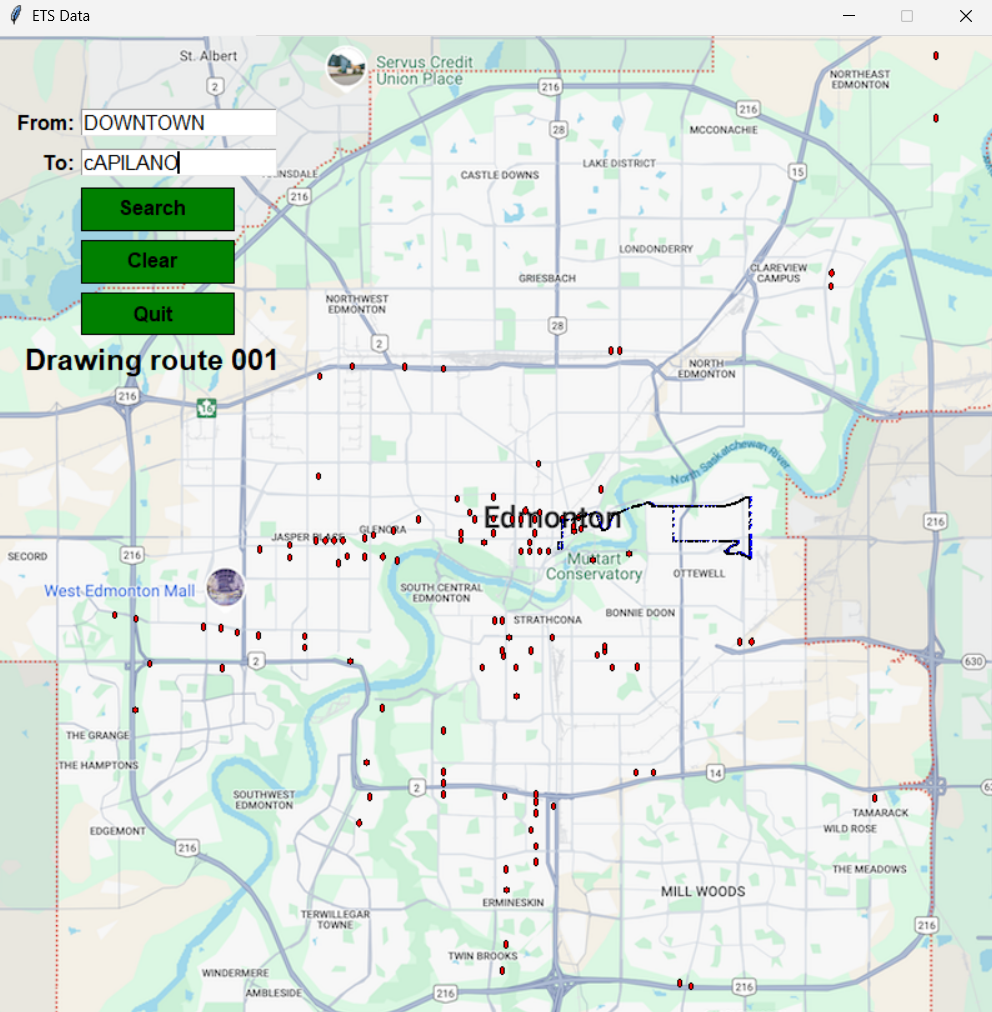 ETS Data
St. Albert
Servus Credit
Union Place
2
216
NORTHEAST
EDMONTON
216
From: DOWNTOWN
28
MCCONACHIE
To: cAPILANO
LAKE DISTRICT
CASTLE DOWNS
15
216
Search
Clear
LONDONDERRY
GRIESBACH
CLAREVIEW
CAMPUS
Quit
NORTHWEST
EDMONTON
28
2
Drawing route 001
NORTH
EDMONTON
216
16
North Saskatchewan River
Edmonton
216
GLENORA
JASPER PLACE
SECORD
216
Muttart
Conservatory
OTTEWELL
West Edmonton Mall
SOUTH CENTRAL
EDMONTON
BONNIE DOON
STRATHCONA
2
630
THE GRANGE
THE HAMPTONS
14
2
SOUTHWEST
EDMONTON
TAMARACK
EDGEMONT
WILD ROSE
216
THE MEADOWS
MILL WOODS
ERMINESKIN
TERWILLEGAR
TOWNE
216
TWIN BROOKS
WINDERMERE
AMBLESIDE
216
216